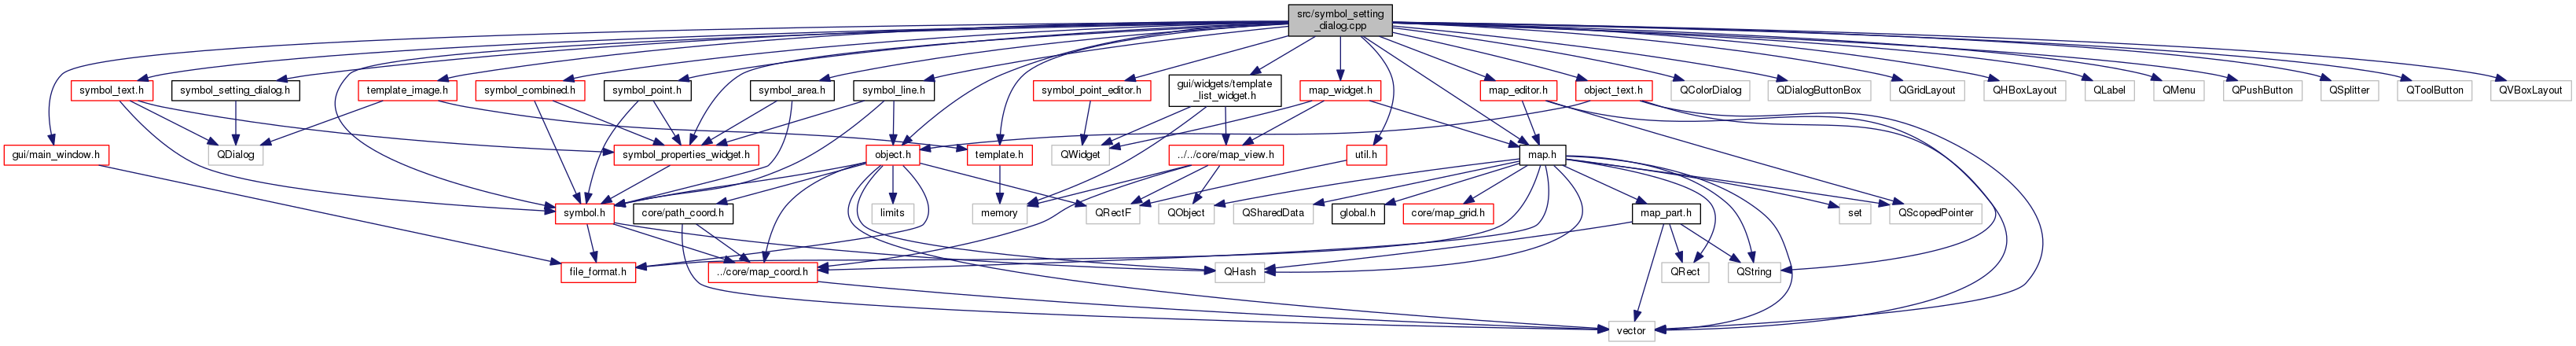 src/symbol_setting
_dialog.cpp
symbol_text.h
symbol_setting_dialog.h
template_image.h
symbol_combined.h
symbol_point.h
symbol_area.h
symbol_line.h
symbol_point_editor.h
gui/widgets/template
_list_widget.h
map_widget.h
map_editor.h
object_text.h
QColorDialog
QDialogButtonBox
QGridLayout
QHBoxLayout
QLabel
QMenu
QPushButton
QSplitter
QToolButton
QVBoxLayout
gui/main_window.h
QDialog
symbol_properties_widget.h
object.h
template.h
QWidget
../../core/map_view.h
util.h
map.h
symbol.h
core/path_coord.h
limits
memory
QRectF
QObject
QSharedData
global.h
core/map_grid.h
map_part.h
set
QScopedPointer
file_format.h
../core/map_coord.h
QHash
QRect
QString
vector